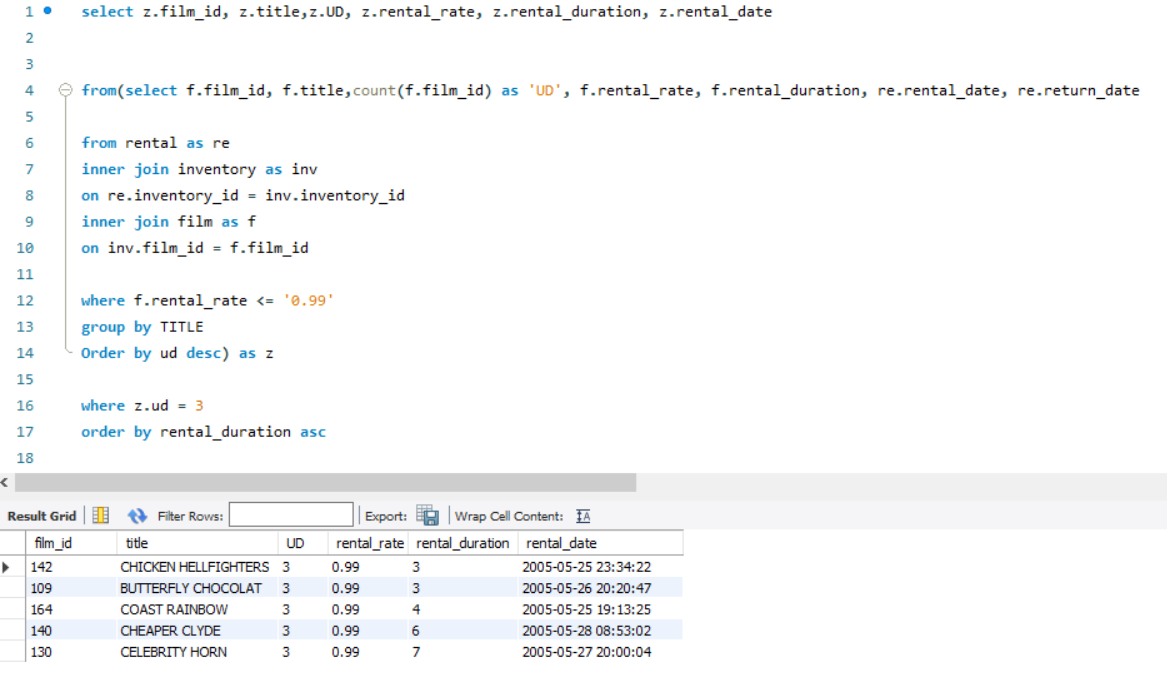 1 select z.film_id, z.title,z.UD, z.rental_rate, z.rental_duration, z.rental_date
2
3
4 from(select f.film_id, f.title,count(f.film_id) as 'UD', f.rental_rate, f.rental_duration, re.rental_date, re.return_date
5
6 from rental as re
7 inner join inventory as inv
8 on re.inventory_id = inv.inventory_id
9 inner join film as f
10 on inv.film_id = f.film_id
11
12 where f.rental_rate <= '0.99'
13 group by TITLE
14 Order by ud desc) as z
15
16 where z.ud = 3
17 order by rental_duration asc
18
Result Grid Filter Rows: Export: Wrap Cell Content: IA
film_id title UD rental_rate rental_duration rental_date
142 CHICKEN HELLFIGHTERS 3 0.99 3 2005-05-25 23:34:22
109 BUTTERFLY CHOCOLAT 3 0.99 3 2005-05-26 20:20:47
164 COAST RAINBOW 3 0.99 4 2005-05-25 19:13:25
140 CHEAPER CLYDE 3 0.99 6 2005-05-28 08:53:02
130 CELEBRITY HORN 3 0.99 7 2005-05-27 20:00:04